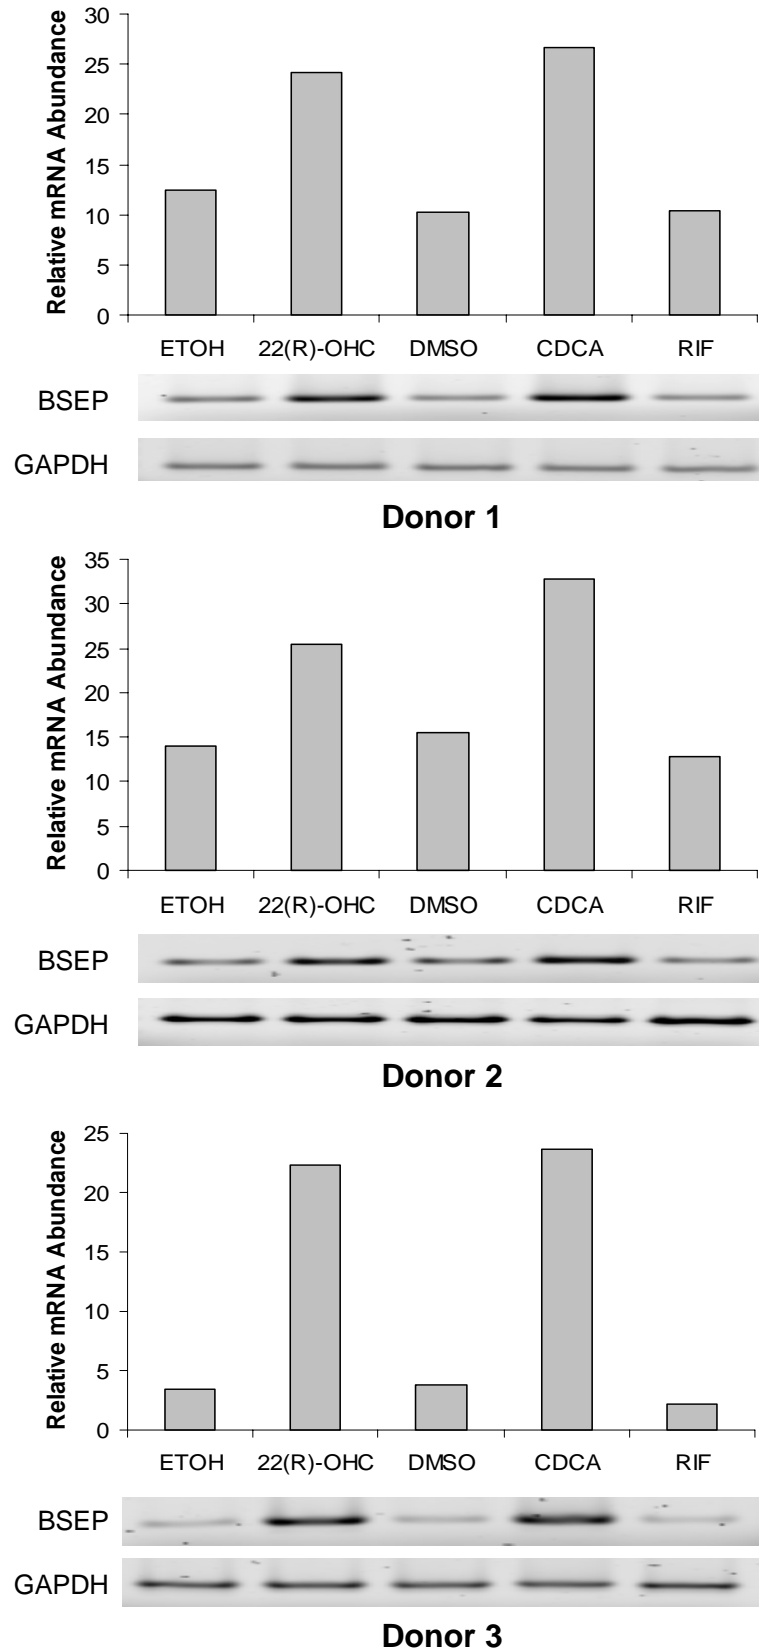 Relative mRNA Abundance
30
25
20
15
10
5
0
ETOH 22(R)-OHC DMSO CDCA RIF
BSEP
GAPDH
Donor 1
Relative mRNA Abundance
35
30
25
20
15
10
5
0
ETOH 22(R)-OHC DMSO CDCA RIF
BSEP
GAPDH
Donor 2
Relative mRNA Abundance
25
20
15
10
5
0
ETOH 22(R)-OHC DMSO CDCA RIF
BSEP
GAPDH
Donor 3